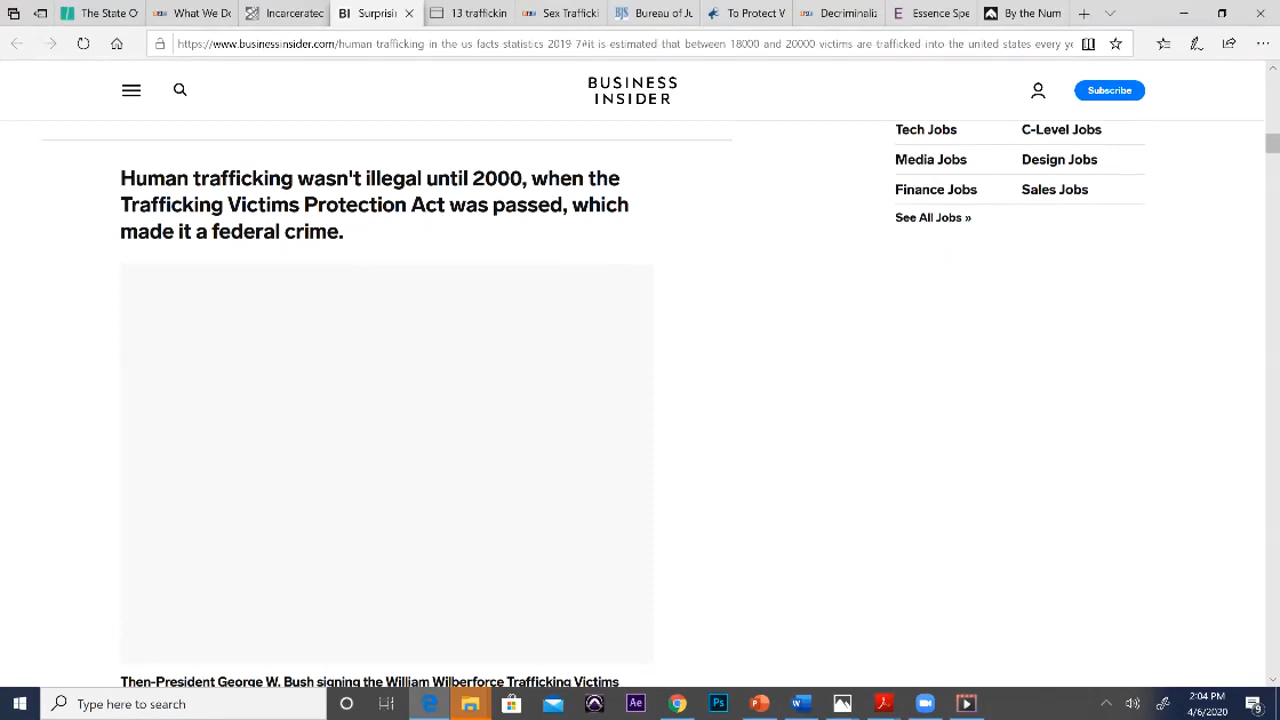 The State O
What We Do
Incarcerated
BI Surprisin
13 traffickin
Sex Traffickin
Bureau of Ju
To Protect V
Decriminaliz
Essence Spe
By the Num
https://www.businessinsider.com/human trafficking in the us facts statistics 2019 7#it is estimated that between 18000 and 20000 victims are trafficked into the united states every ye
BUSINESS
INSIDER
Subscribe
Tech Jobs C-Level Jobs
Media Jobs Design Jobs
Finance Jobs Sales Jobs
See All Jobs »
Human trafficking wasn't illegal until 2000, when the
Trafficking Victims Protection Act was passed, which
made it a federal crime.
Then-President George W. Bush signing the William Wilberforce Trafficking Victims
Type here to search
2:04 PM
4/6/2020